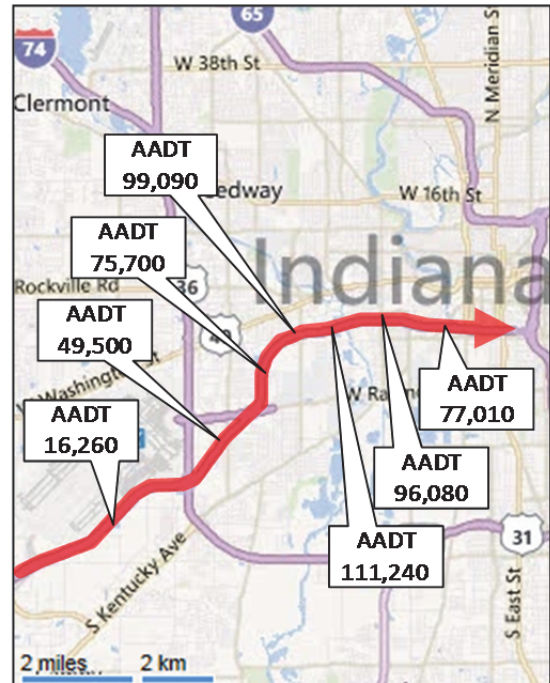 65
74
W 38th St
N Meridian S
Clermont
AADT
99,090
edway
W 16th St
AADT
75,700
Indiana
Rockville Rd
36
40
AADT
49,500
W Washington St
AADT
77,010
W Ra
AADT
16,260
AADT
96,080
AADT
111,240
31
S Kentucky Ave
S East St
2 miles
2 km